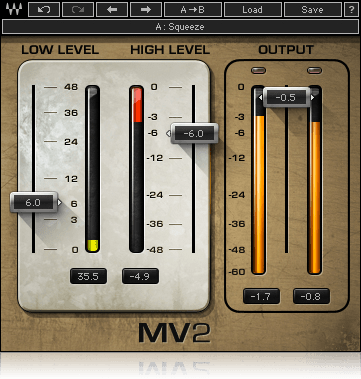 A→B Load Save ?
A : Squeeze
LOW LEVEL HIGH LEVEL OUTPUT
48 0 0
36 -3 -3
-6 -6
24 -12 -12
12 -24 -24
6 -36 -36
3
0 -48 -48
-60
-0.5
-6.0
6.0
35.5 -4.9 -1.7 -0.8
MV2